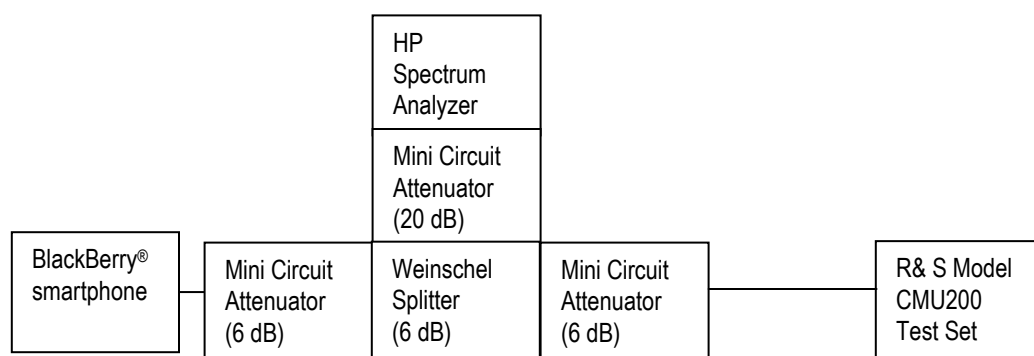 HP
Spectrum
Analyzer
Mini Circuit
Attenuator
(20 dB)
BlackBerry®
smartphone
Mini Circuit
Attenuator
(6 dB)
Weinschel
Splitter
(6 dB)
Mini Circuit
Attenuator
(6 dB)
R& S Model
CMU200
Test Set